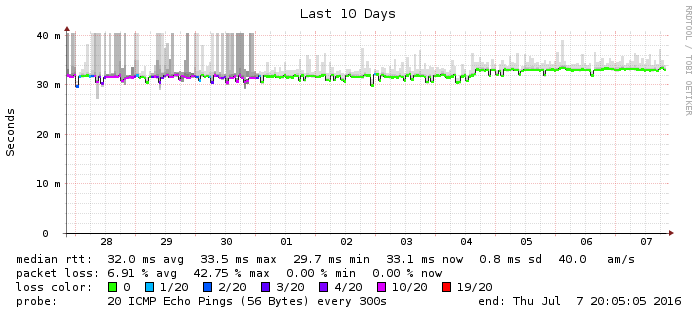 Last 10 Days
RRDTOOL / TOBI OETIKER
Seconds
40 m
30 m
20 m
10 m
0
28 29 30 01 02 03 04 05 06 07
median rtt: 32.0 ms avg 33.5 ms max 29.7 ms min 33.1 ms now 0.8 ms sd 40.0 am/s
packet loss: 6.91 % avg 42.75 % max 0.00 % min 0.00 % now
loss color: 0 1/20 2/20 3/20 4/20 10/20 19/20
probe: 20 ICMP Echo Pings (56 Bytes) every 300s end: Thu Jul 7 20:05:05 2016